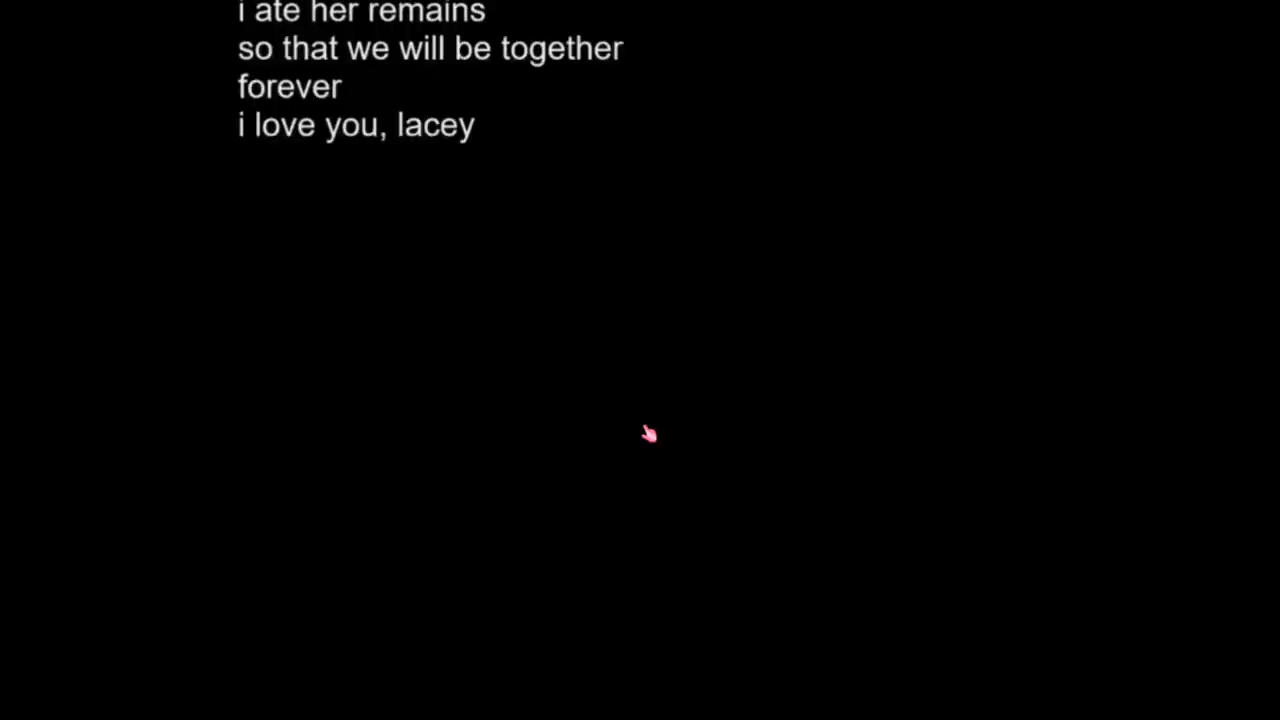 i ate her remains
so that we will be together
forever
i love you, lacey